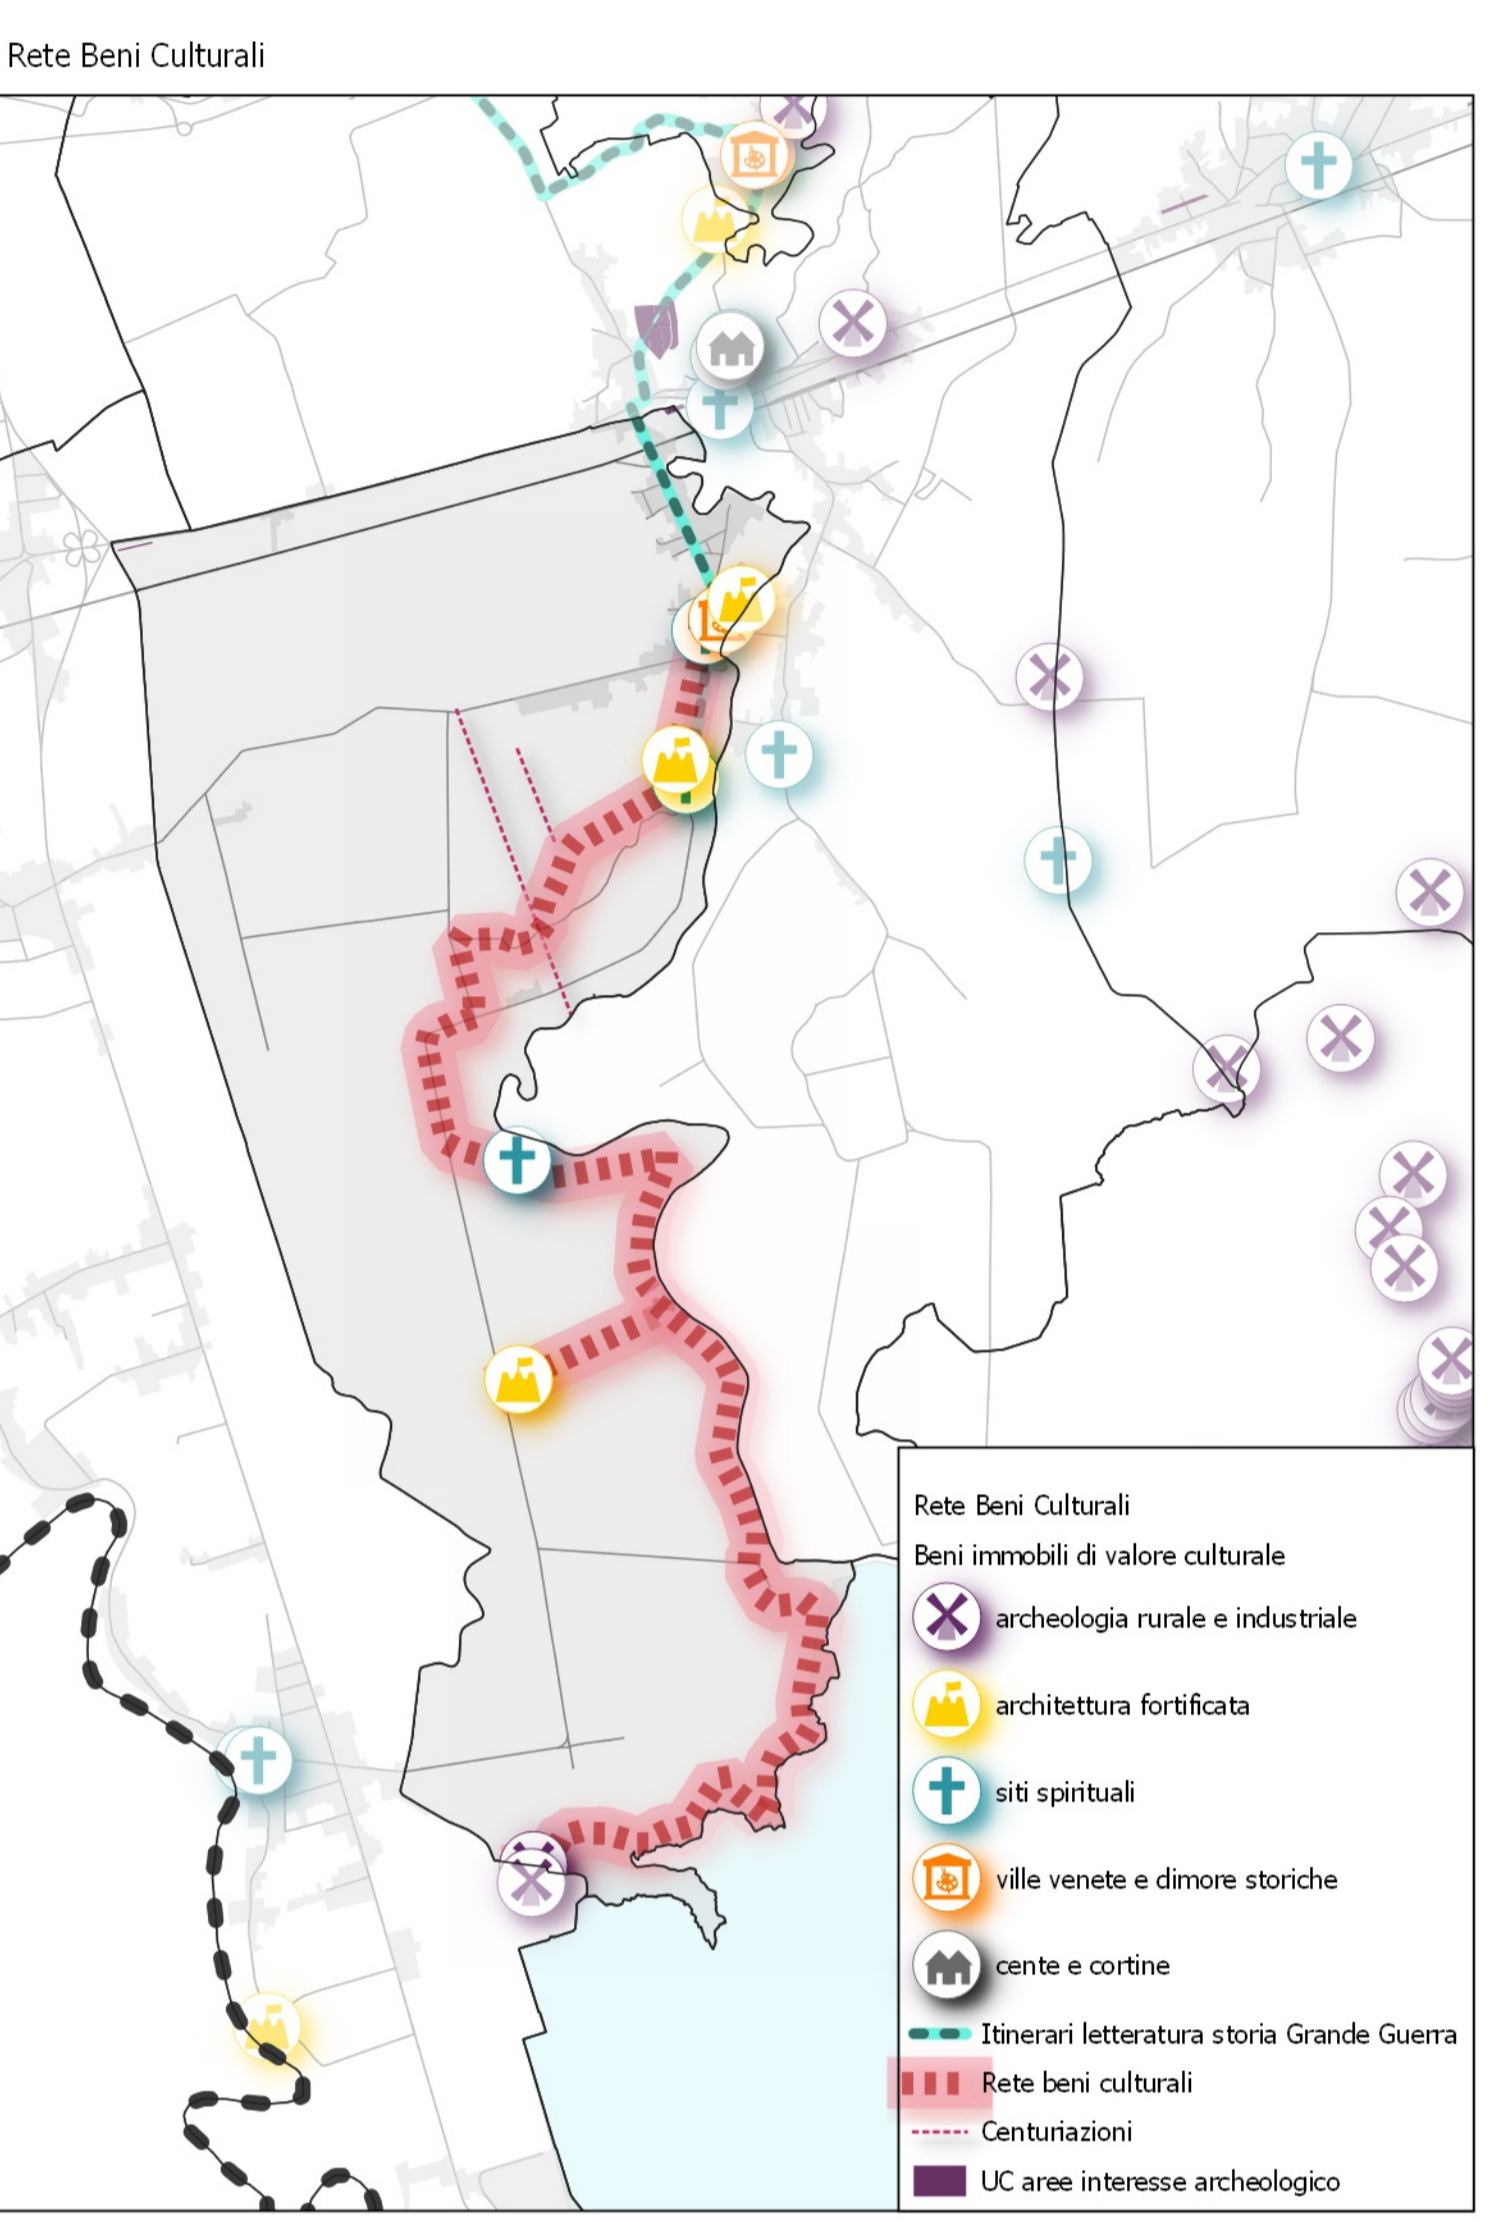 Rete Beni Culturali
Rete Beni Culturali
Beni immobili di valore culturale
archeologia rurale e industriale
architettura fortificata
siti spirituali
ville venete e dimore storiche
cente e cortine
Itinerari letteratura storia Grande Guerra
Rete beni culturali
Centuriazioni
UC aree interesse archeologico